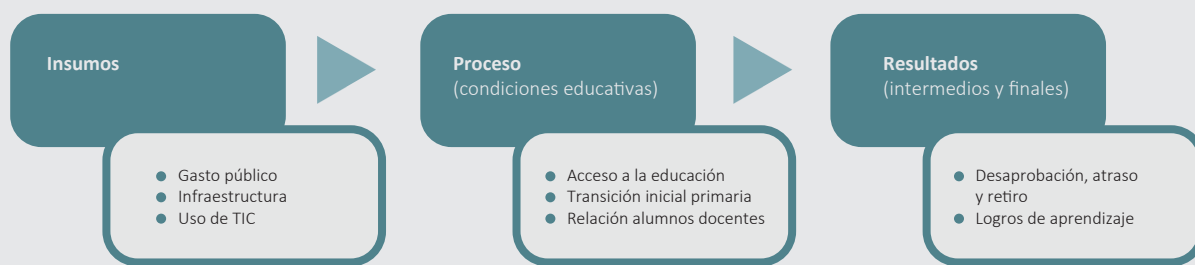 Insumos
Gasto público
Infraestructura
Uso de TIC
Proceso
(condiciones educativas)
Acceso a la educación
Transición inicial primaria
Relación alumnos docentes
Resultados
(intermedios y finales)
Desaprobación, atraso
y retiro
Logros de aprendizaje